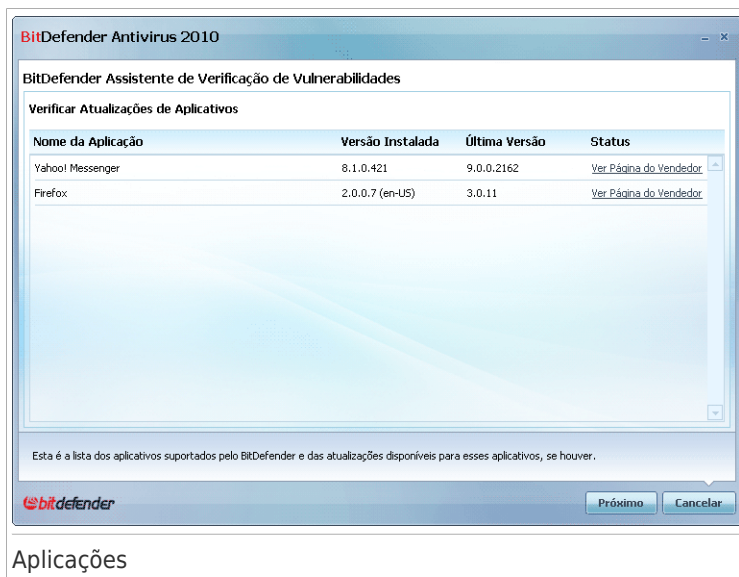 BitDefender Antivirus 2010
BitDefender Assistente de Verificação de Vulnerabilidades
Verificar Atualizações de Aplicativos
Nome da Aplicação Versão Instalada Última Versão Status
Yahoo! Messenger 8.1.0.421 9.0.0.2162 Ver Página do Vendedor
Firefox 2.0.0.7 (en-US) 3.0.11 Ver Página do Vendedor
Esta é a lista dos aplicativos suportados pelo BitDefender e das atualizações disponíveis para esses aplicativos, se houver.
bitdefender Próximo Cancelar
Aplicações